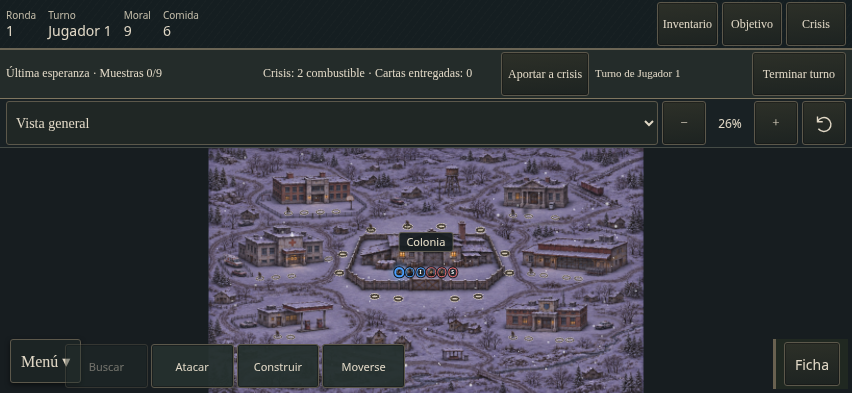 Ronda Turno Moral Comida
1 Jugador 1 9 6
Inventario Objetivo Crisis
Última esperanza · Muestras 0/9 Crisis: 2 combustible · Cartas entregadas: 0 Aportar a crisis Turno de Jugador 1 Terminar turno
Vista general − 26% +
Colonia
Menú ▾ Buscar Atacar Construir Moverse Ficha